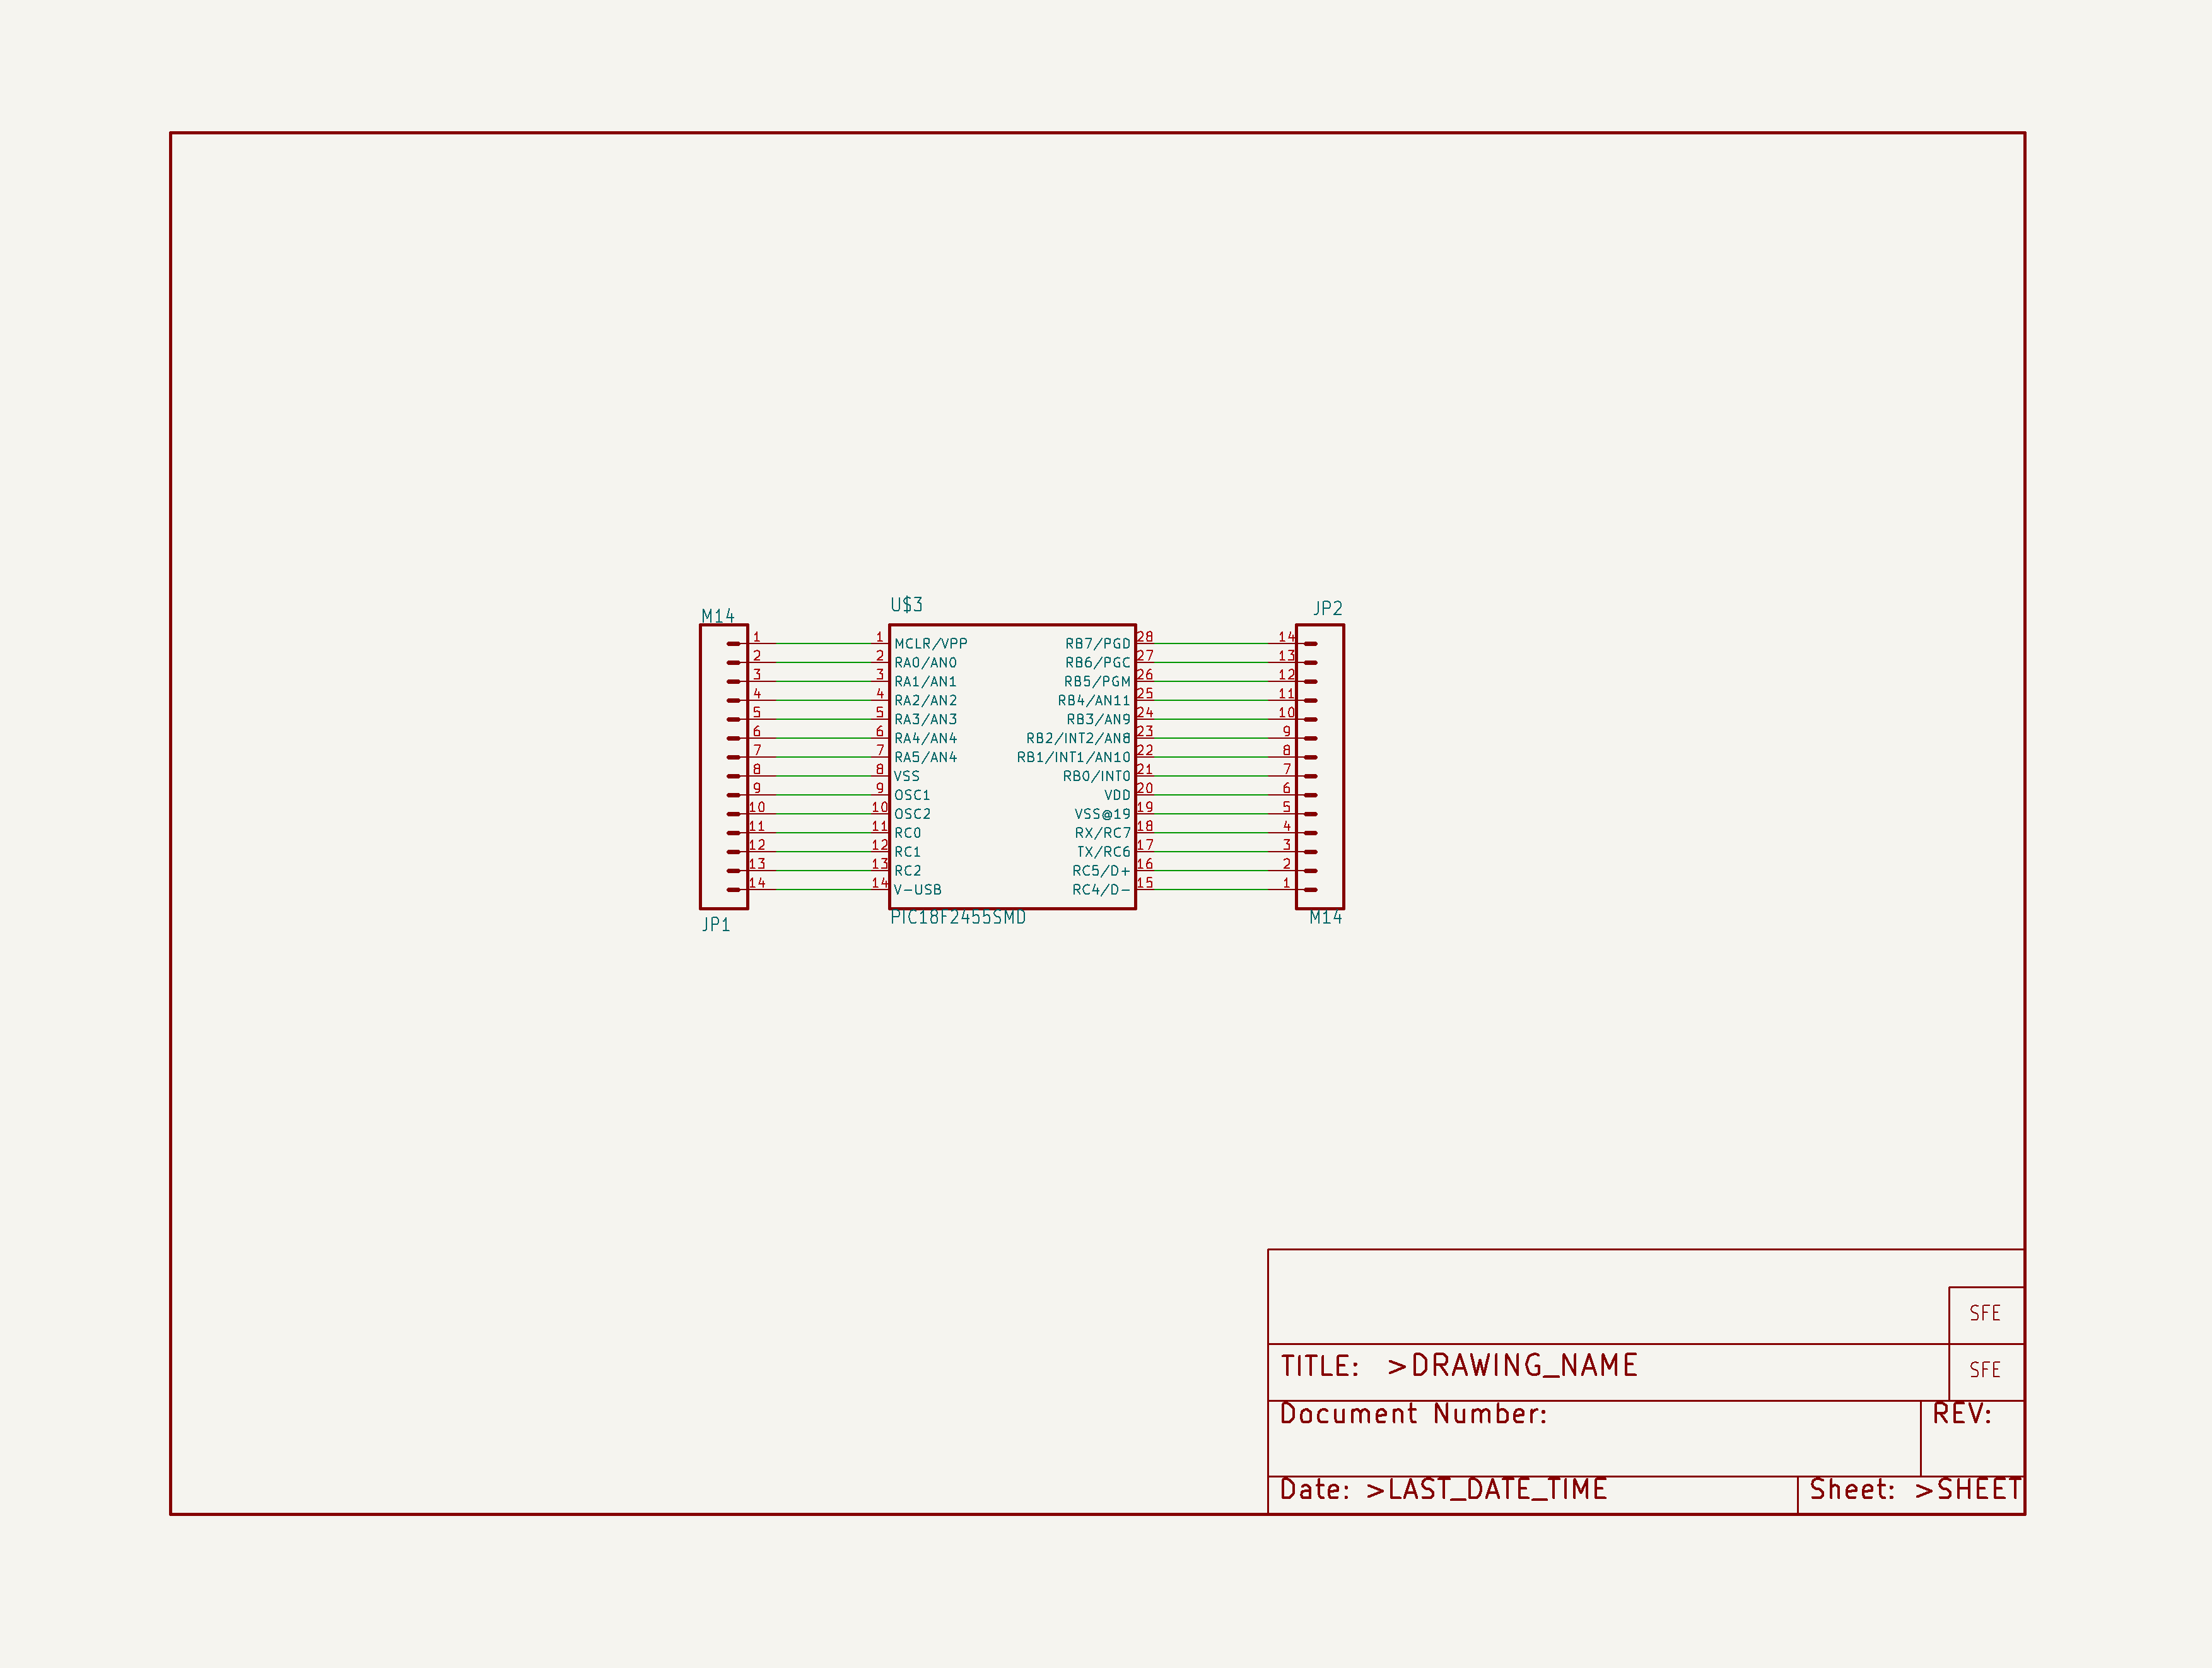 U$3
JP2
M14
1 1 MCLR/VPP RB7/PGD 28 14
2 2 RA0/AN0 RB6/PGC 27 13
3 3 RA1/AN1 RB5/PGM 26 12
4 4 RA2/AN2 RB4/AN11 25 11
5 5 RA3/AN3 RB3/AN9 24 10
6 6 RA4/AN4 RB2/INT2/AN8 23 9
7 7 RA5/AN4 RB1/INT1/AN10 22 8
8 8 VSS RB0/INT0 21 7
9 9 OSC1 VDD 20 6
10 10 OSC2 VSS@19 19 5
11 11 RC0 RX/RC7 18 4
12 12 RC1 TX/RC6 17 3
13 13 RC2 RC5/D+ 16 2
14 14 V-USB RC4/D- 15 1
JP1
PIC18F2455SMD
M14
SFE
TITLE: >DRAWING_NAME
SFE
Document Number:
REV:
Date: >LAST_DATE_TIME
Sheet: >SHEET